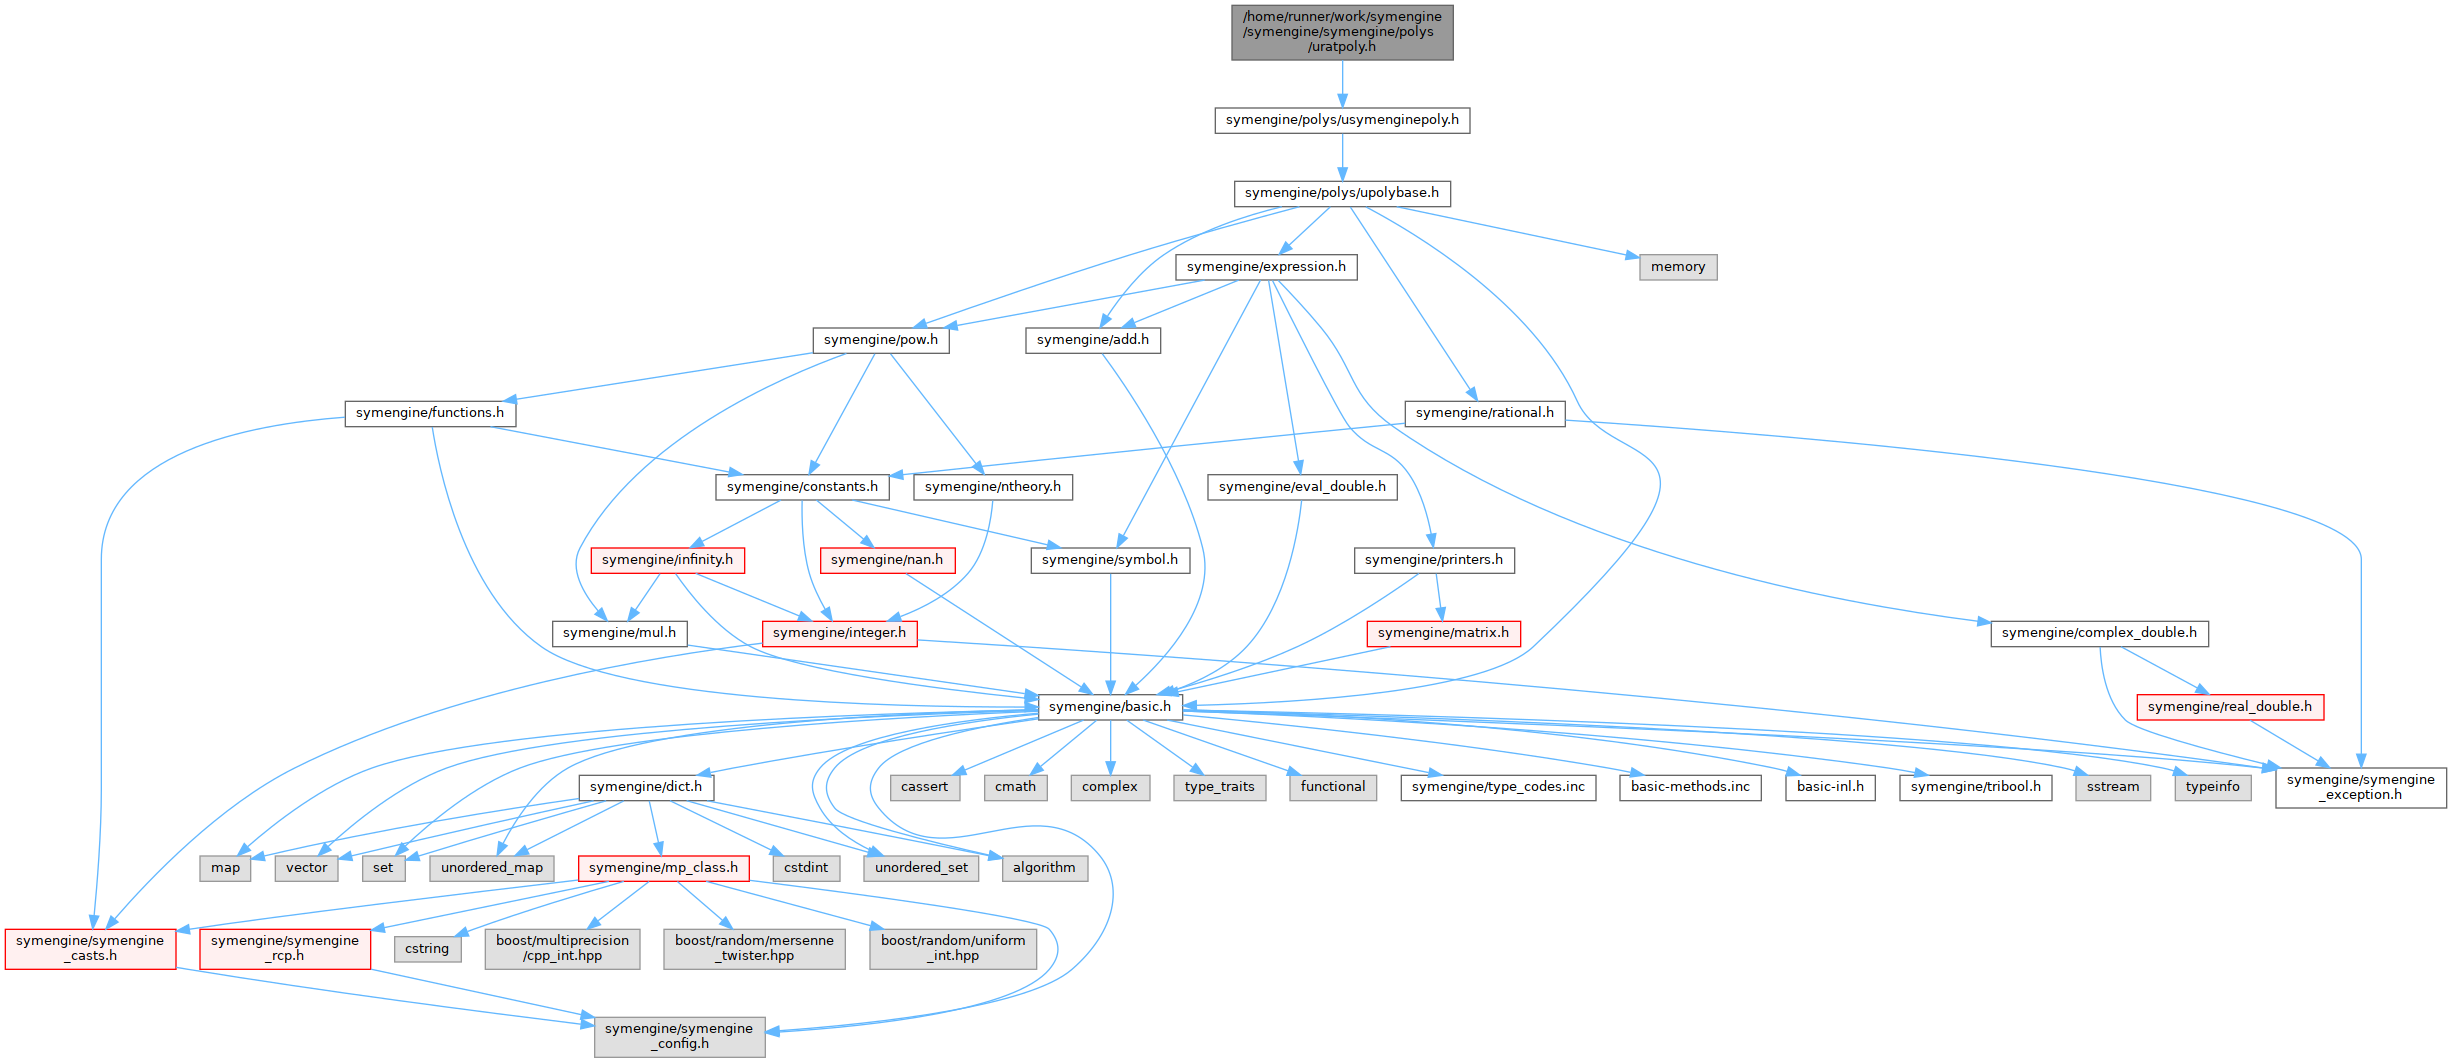 /home/runner/work/symengine
/symengine/symengine/polys
/uratpoly.h
symengine/polys/usymenginepoly.h
symengine/polys/upolybase.h
symengine/expression.h
memory
symengine/pow.h
symengine/add.h
symengine/functions.h
symengine/rational.h
symengine/constants.h
symengine/ntheory.h
symengine/eval_double.h
symengine/infinity.h
symengine/nan.h
symengine/symbol.h
symengine/printers.h
symengine/mul.h
symengine/integer.h
symengine/matrix.h
symengine/complex_double.h
symengine/basic.h
symengine/real_double.h
symengine/dict.h
cassert
cmath
complex
type_traits
functional
symengine/type_codes.inc
basic-methods.inc
basic-inl.h
symengine/tribool.h
sstream
typeinfo
symengine/symengine
_exception.h
map
vector
set
unordered_map
symengine/mp_class.h
cstdint
unordered_set
algorithm
symengine/symengine
_casts.h
symengine/symengine
_rcp.h
cstring
boost/multiprecision
/cpp_int.hpp
boost/random/mersenne
_twister.hpp
boost/random/uniform
_int.hpp
symengine/symengine
_config.h